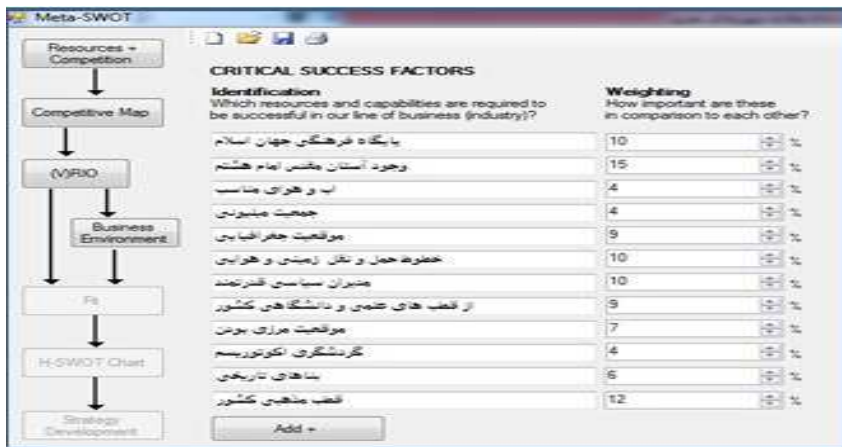 Meta-SWOT
Resources +
Competition
Competitive Map
(V)RIO
Business
Environment
Fit
H-SWOT Chart
Strategy
Development
CRITICAL SUCCESS FACTORS
Identification
Which resources and capabilities are required to
be successful in our line of business (industry)?
Weighting
How important are these
in comparison to each other?
پایگاه فرهنگی جهان اسلام 10 %
وجود آستان مقدس امام هشتم 15 %
اب و هوای مناسب 4 %
جمعیت میلیونی 4 %
موقعیت جغرافیایی 9 %
خطوط حمل و نقل زمینی و هوایی 10 %
مدیران سیاسی قدرتمند 10 %
از قطب های علمی و دانشگاهی کشور 9 %
موقعیت مرزی بودن 7 %
گردشگری اکوتوریسم 4 %
بناهای تاریخی 6 %
قطب مذهبی کشور 12 %
Add +